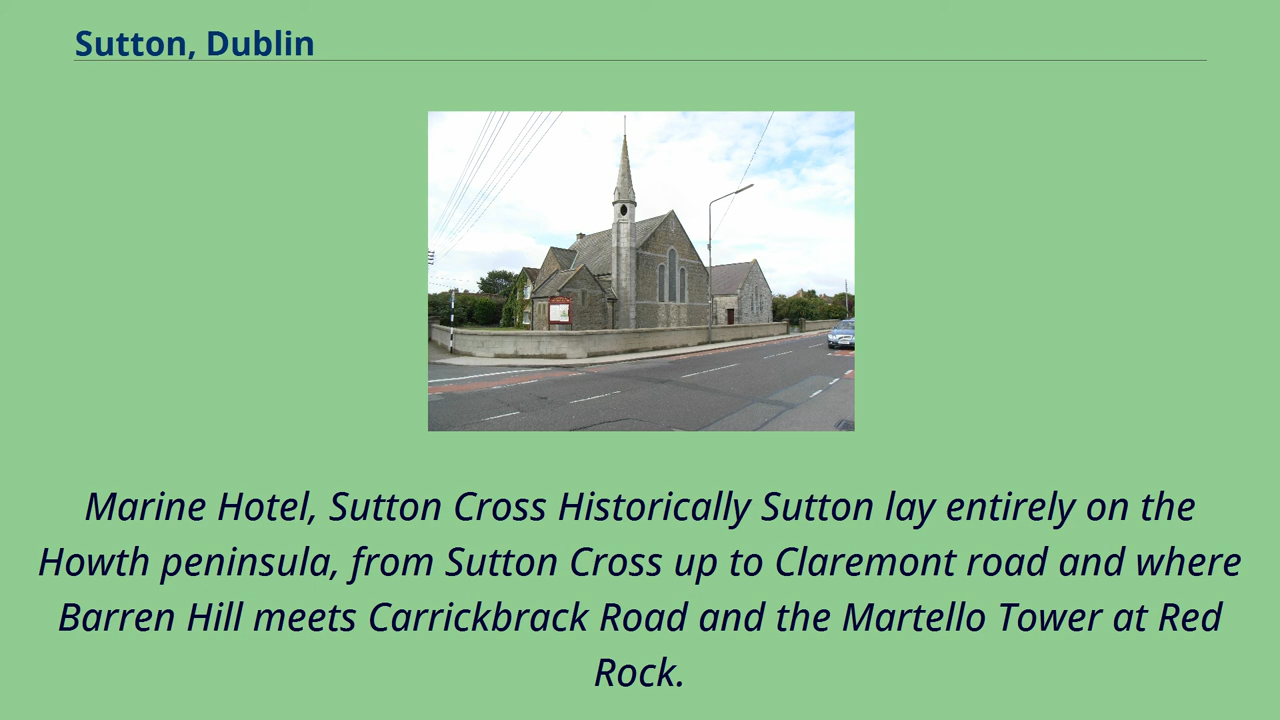 Sutton, Dublin
Marine Hotel, Sutton Cross Historically Sutton lay entirely on the
Howth peninsula, from Sutton Cross up to Claremont road and where
Barren Hill meets Carrickbrack Road and the Martello Tower at Red
Rock.